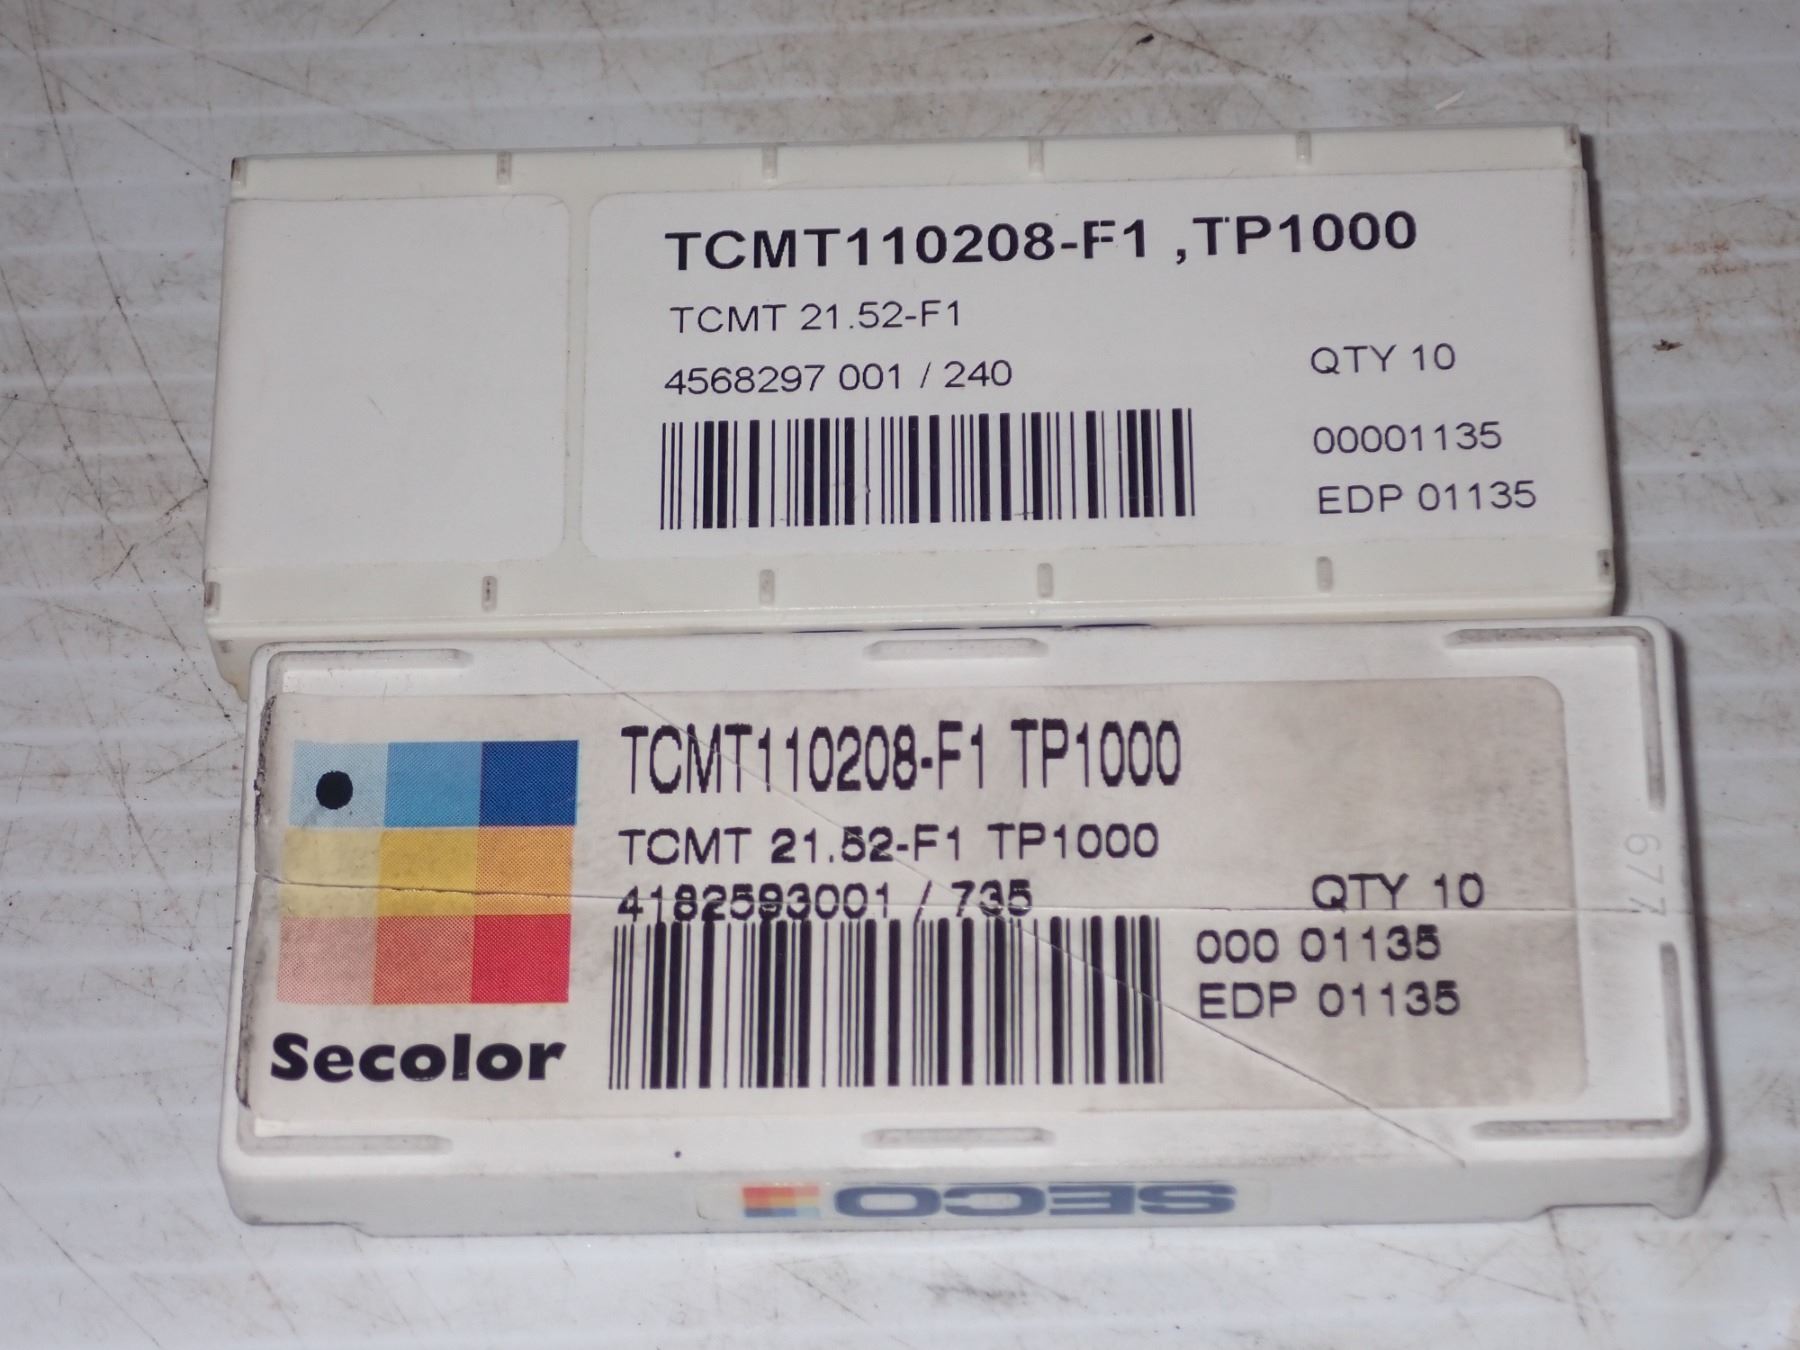 TCMT110208-F1 ,TP1000
TCMT 21.52-F1
4568297 001 / 240
QTY 10
00001135
EDP 01135
TCMT110208-F1 TP1000
TCMT 21.52-F1 TP1000
4182593001 / 735
QTY 10
000 01135
EDP 01135
Secolor
677
SECO